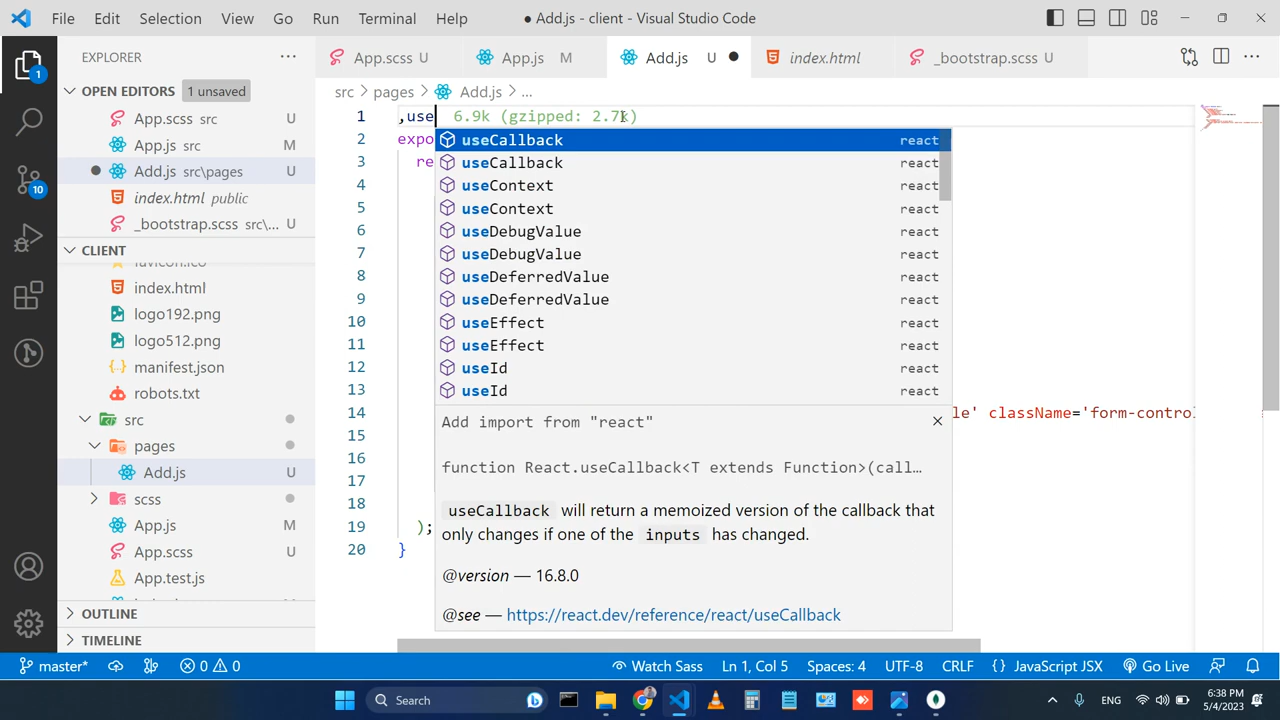 File Edit Selection View Go Run Terminal Help
● Add.js - client - Visual Studio Code
EXPLORER
OPEN EDITORS 1 unsaved
App.scss src U
App.js src M
Add.js src\pages U
index.html public
_bootstrap.scss src\... U
CLIENT
index.html
logo192.png
logo512.png
manifest.json
robots.txt
src
pages
Add.js U
scss
App.js M
App.scss U
App.test.js
OUTLINE
TIMELINE
1
10
App.scss U
App.js M
Add.js U
index.html
_bootstrap.scss U
src > pages > Add.js > ...
1 ,use 6.9k (gzipped: 2.7k)
2 expo
3 re
4
5
6
7
8
9
10
11
12
13
14 le' className='form-control
15
16
17
18
19 );
20 }
useCallback react
useCallback react
useContext react
useContext react
useDebugValue react
useDebugValue react
useDeferredValue react
useDeferredValue react
useEffect react
useEffect react
useId react
useId react
Add import from "react"
function React.useCallback<T extends Function>(call…
useCallback will return a memoized version of the callback that
only changes if one of the inputs has changed.
@version — 16.8.0
@see — https://react.dev/reference/react/useCallback
master* 0 0 Watch Sass Ln 1, Col 5 Spaces: 4 UTF-8 CRLF {} JavaScript JSX Go Live
Search
ENG
6:38 PM
5/4/2023